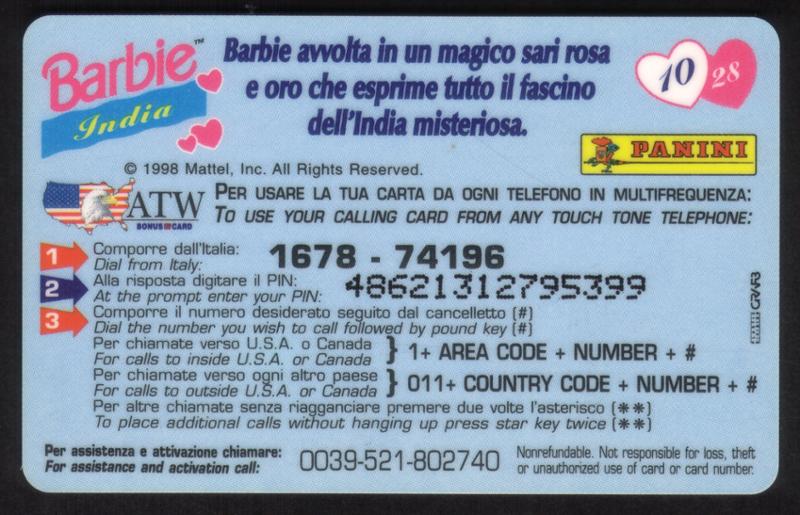 Barbie™
India
Barbie avvolta in un magico sari rosa
e oro che esprime tutto il fascino
dell'India misteriosa.
10 28
PANINI
© 1998 Mattel, Inc. All Rights Reserved.
ATW
BONUS CARD
PER USARE LA TUA CARTA DA OGNI TELEFONO IN MULTIFREQUENZA:
TO USE YOUR CALLING CARD FROM ANY TOUCH TONE TELEPHONE:
1 Comporre dall'Italia:
Dial from Italy:
1678 - 74196
2 Alla risposta digitare il PIN:
At the prompt enter your PIN:
48621312795399
3 Comporre il numero desiderato seguito dal cancelletto (#)
Dial the number you wish to call followed by pound key (#)
Per chiamate verso U.S.A. o Canada
For calls to inside U.S.A. or Canada
} 1+ AREA CODE + NUMBER + #
Per chiamate verso ogni altro paese
For calls to outside U.S.A. or Canada
} 011+ COUNTRY CODE + NUMBER + #
Per altre chiamate senza riagganciare premere due volte l'asterisco (✱✱)
To place additional calls without hanging up press star key twice (✱✱)
Per assistenza e attivazione chiamare:
For assistance and activation call:
0039-521-802740
Nonrefundable. Not responsible for loss, theft
or unauthorized use of card or card number.